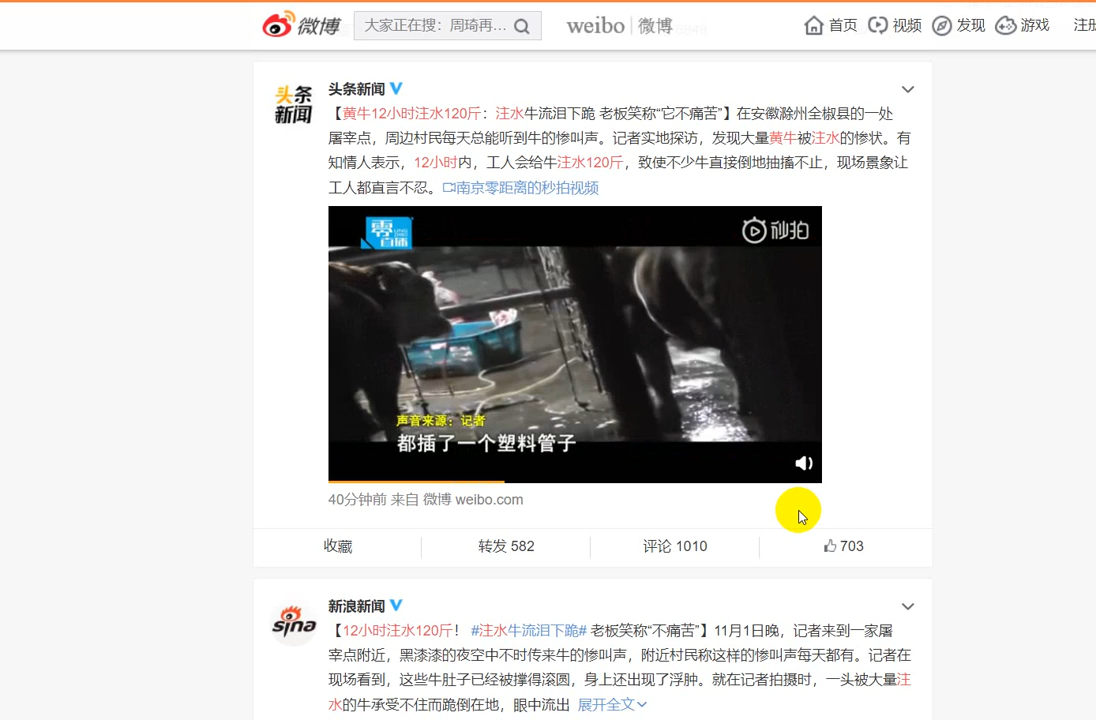 微博 大家正在搜：周琦再... weibo | 微博 首页 视频 发现 游戏
头条新闻
头条
新闻
【黄牛12小时注水120斤：注水牛流泪下跪 老板笑称“它不痛苦”】在安徽滁州全椒县的一处
屠宰点，周边村民每天总能听到牛的惨叫声。记者实地探访，发现大量黄牛被注水的惨状。有
知情人表示，12小时内，工人会给牛注水120斤，致使不少牛直接倒地抽搐不止，现场景象让
工人都直言不忍。南京零距离的秒拍视频
零
直播
秒拍
声音来源：记者
都插了一个塑料管子
40分钟前 来自 微博 weibo.com
收藏 转发 582 评论 1010 703
新浪新闻
sina
【12小时注水120斤！ #注水牛流泪下跪# 老板笑称“不痛苦”】11月1日晚，记者来到一家屠
宰点附近，黑漆漆的夜空中不时传来牛的惨叫声，附近村民称这样的惨叫声每天都有。记者在
现场看到，这些牛肚子已经被撑得滚圆，身上还出现了浮肿。就在记者拍摄时，一头被大量注
水的牛承受不住而跪倒在地，眼中流出 展开全文